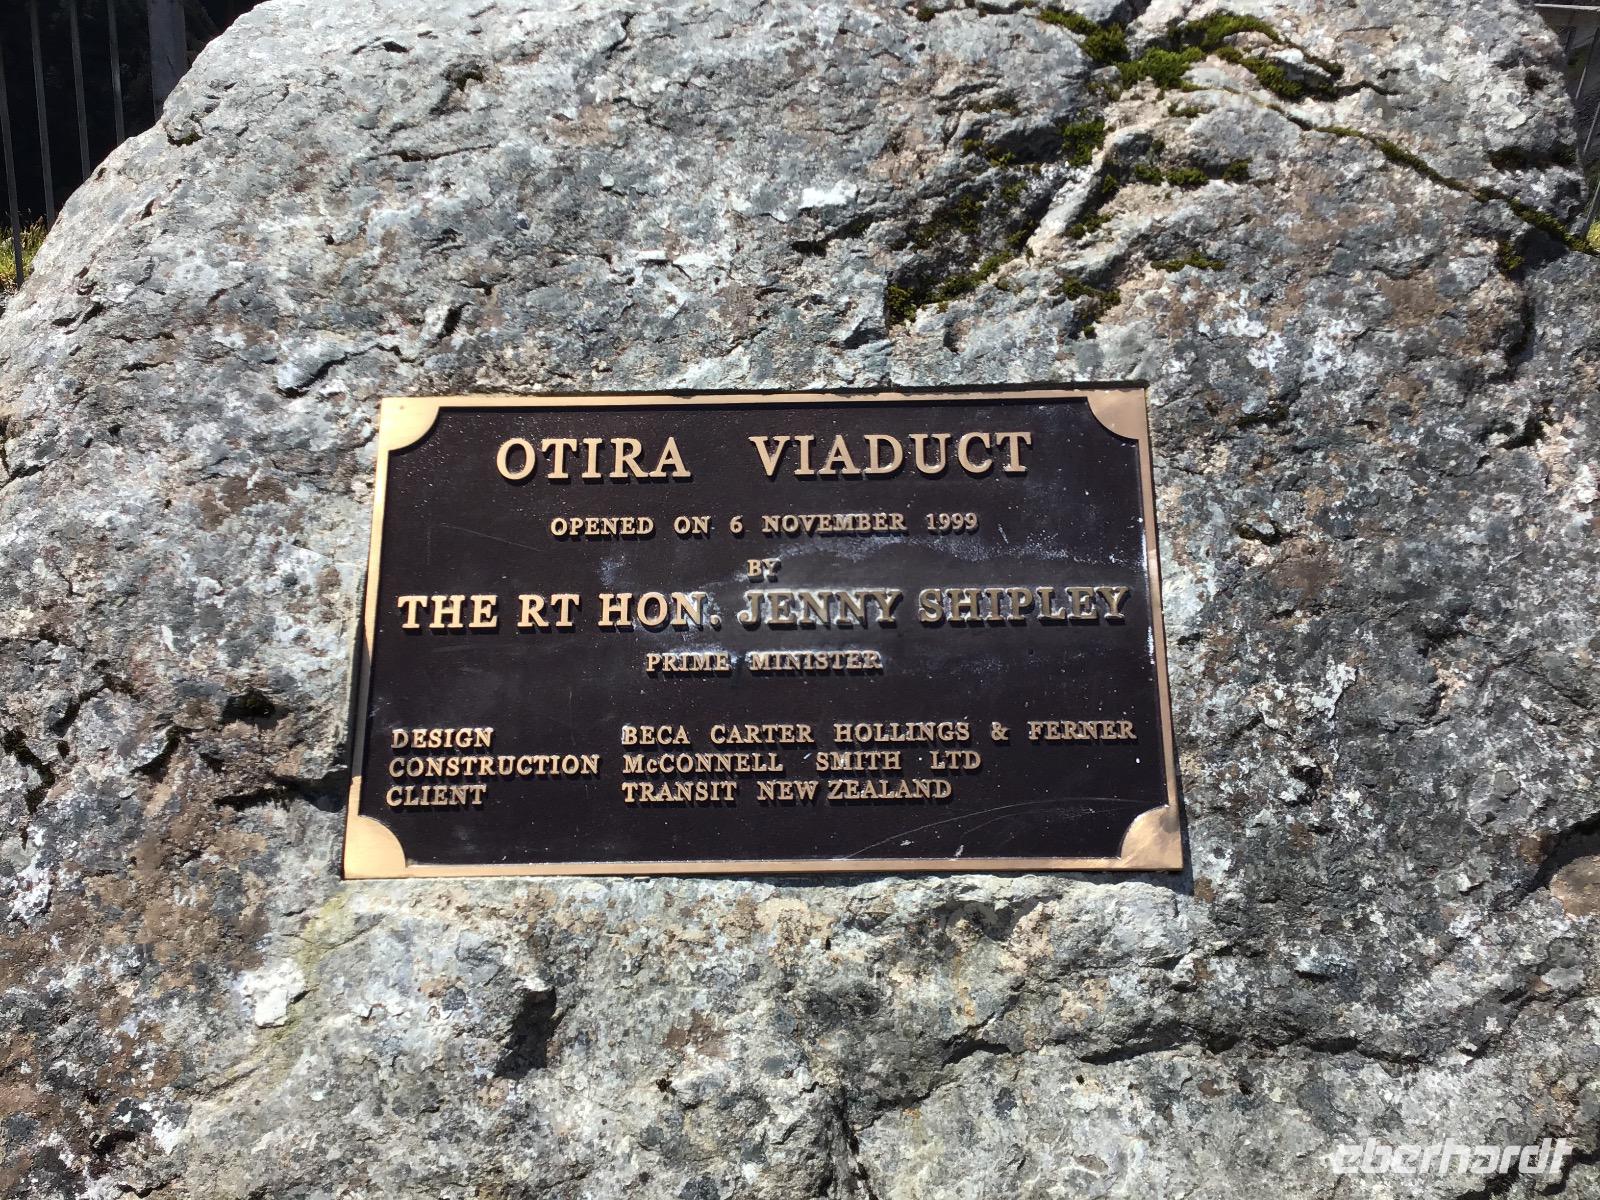 OTIRA VIADUCT
OPENED ON 6 NOVEMBER 1999
BY
THE RT HON. JENNY SHIPLEY
PRIME MINISTER
DESIGN BECA CARTER HOLLINGS & FERNER
CONSTRUCTION McCONNELL SMITH LTD
CLIENT TRANSIT NEW ZEALAND
eberhardt